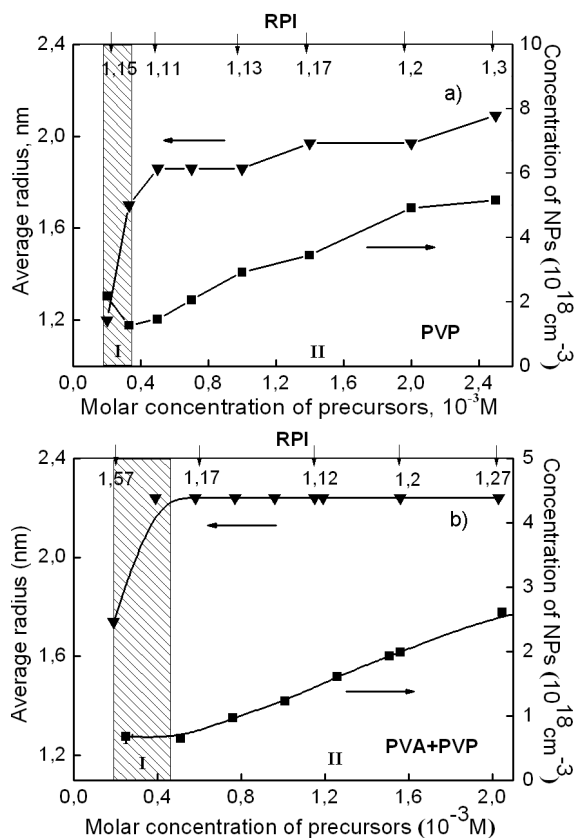 RPI
1,15 1,11 1,13 1,17 1,2 1,3
a)
2,4
2,0
1,6
1,2
Average radius, nm
10
8
6
4
2
0
Concentration of NPs (10^18 cm^-3)
I
II
PVP
0,0 0,4 0,8 1,2 1,6 2,0 2,4
Molar concentration of precursors, 10^-3M
RPI
1,57 1,17 1,12 1,2 1,27
b)
2,4
2,0
1,6
1,2
Average radius (nm)
5
4
3
2
1
0
Concentration of NPs (10^18 cm^-3)
I
II
PVA+PVP
0,0 0,4 0,8 1,2 1,6 2,0
Molar concentration of precursors (10^-3M)